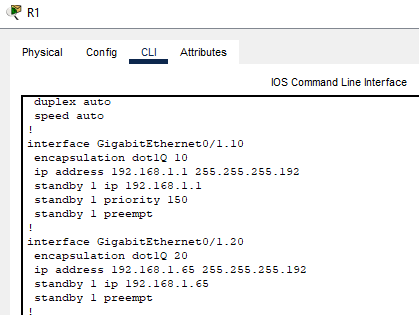 R1
Physical Config CLI Attributes
IOS Command Line Interface
duplex auto
speed auto
!
interface GigabitEthernet0/1.10
encapsulation dot1Q 10
ip address 192.168.1.1 255.255.255.192
standby 1 ip 192.168.1.1
standby 1 priority 150
standby 1 preempt
!
interface GigabitEthernet0/1.20
encapsulation dot1Q 20
ip address 192.168.1.65 255.255.255.192
standby 1 ip 192.168.1.65
standby 1 preempt
!